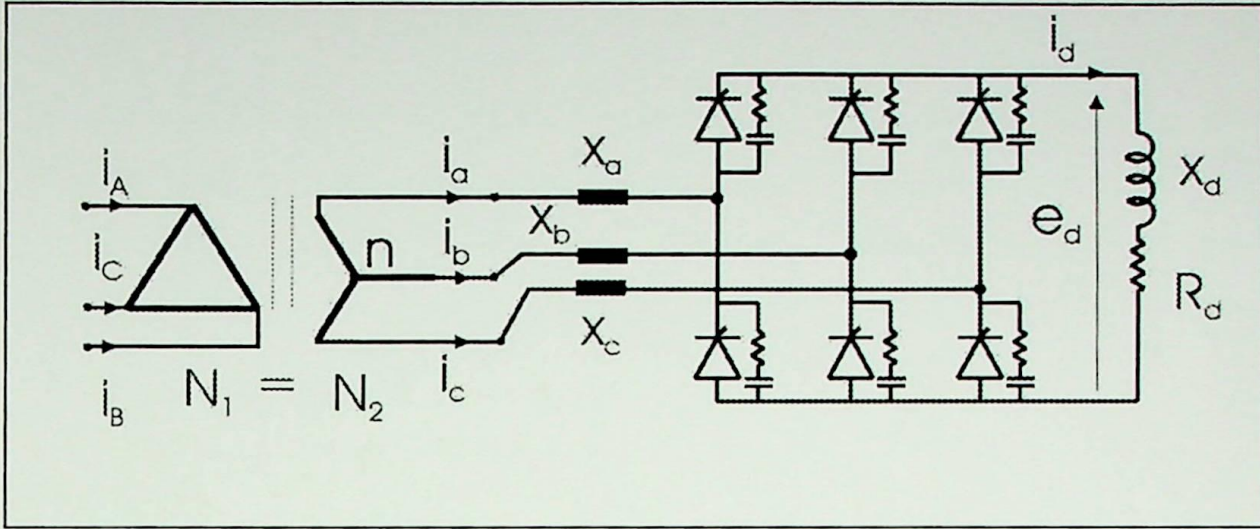 i_d
i_A
i_a
X_a
i_C
X_b
n
i_b
e_d
X_d
R_d
X_c
i_c
i_B
N_1 = N_2